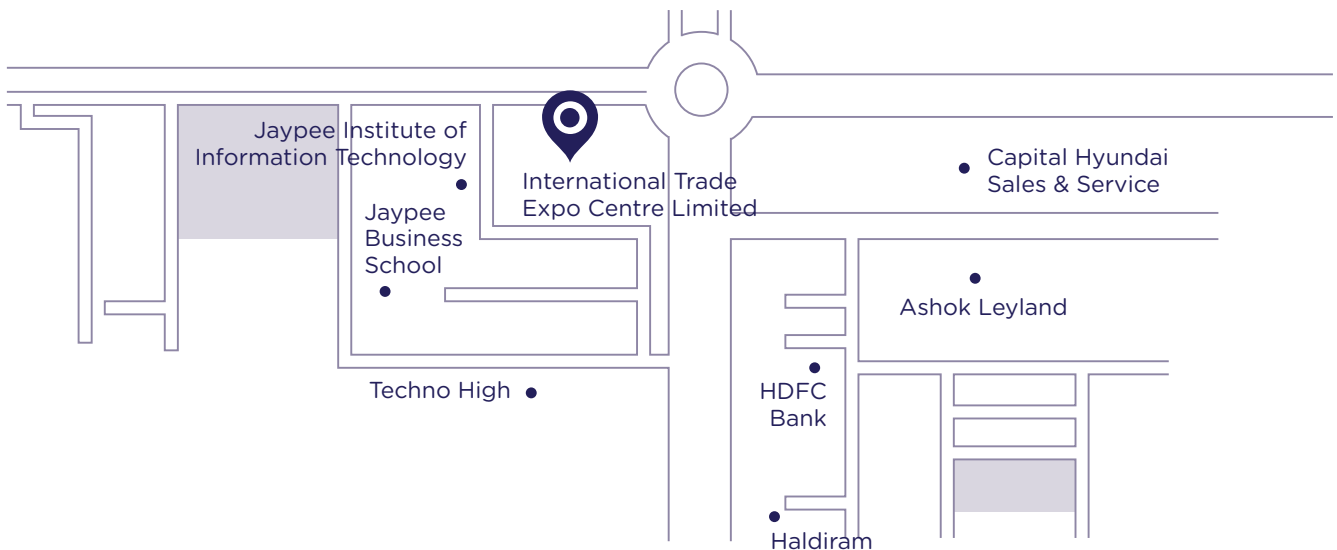 Jaypee Institute of
Information Technology
International Trade
Expo Centre Limited
Capital Hyundai
Sales & Service
Jaypee
Business
School
Ashok Leyland
Techno High
HDFC
Bank
Haldiram